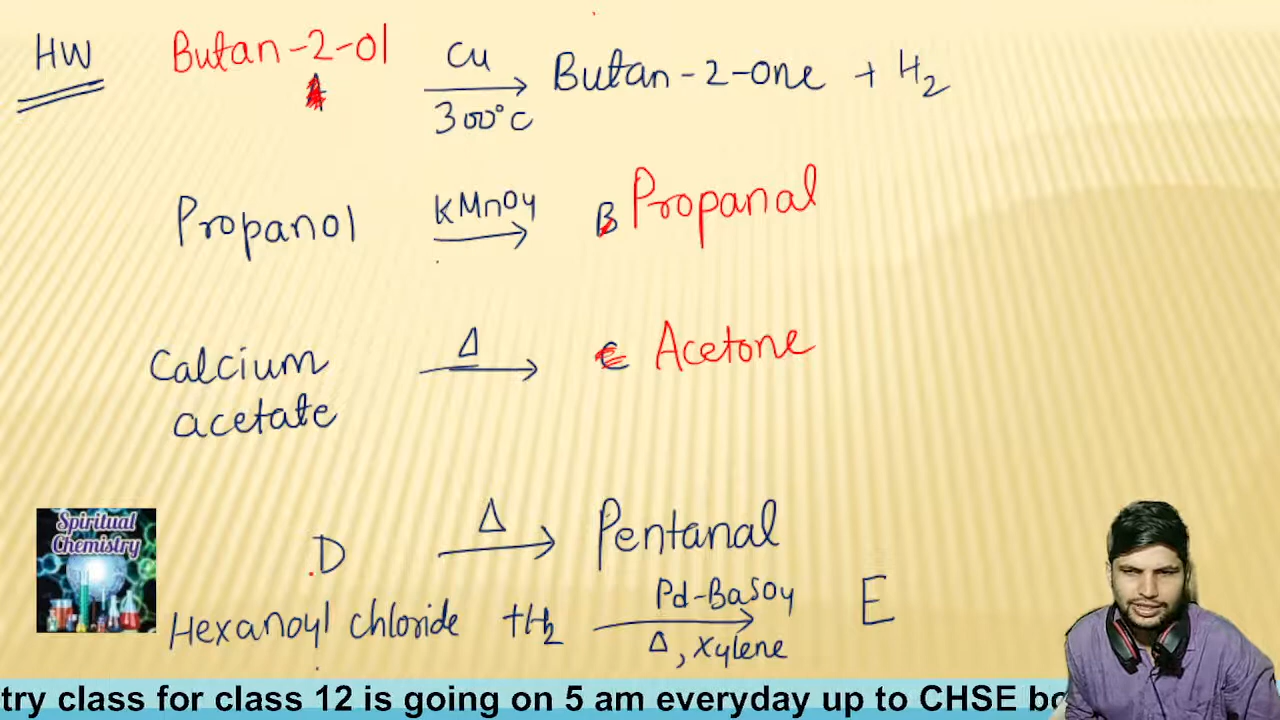 HW
Butan-2-ol Cu Butan-2-one + H2
300°C
Propanol KMnO4 B Propanal
Calcium Δ C Acetone
acetate
D Δ Pentanal
Hexanoyl chloride +H2 Pd-BaSO4 E
Δ, Xylene
Spiritual
Chemistry
try class for class 12 is going on 5 am everyday up to CHSE bo